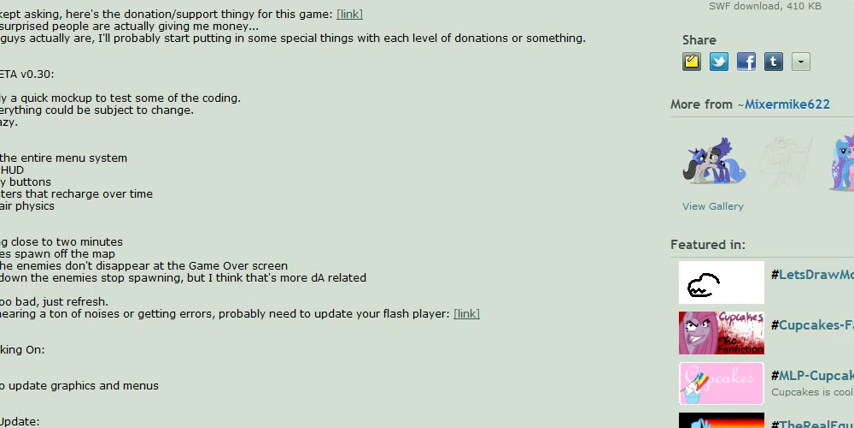 kept asking, here's the donation/support thingy for this game: [link]
surprised people are actually giving me money...
guys actually are, I'll probably start putting in some special things with each level of donations or something.
ETA v0.30:
ly a quick mockup to test some of the coding.
erything could be subject to change.
azy.
the entire menu system
HUD
y buttons
sters that recharge over time
air physics
ng close to two minutes
es spawn off the map
he enemies don't disappear at the Game Over screen
down the enemies stop spawning, but I think that's more dA related
oo bad, just refresh.
hearing a ton of noises or getting errors, probably need to update your flash player: [link]
king On:
o update graphics and menus
Update:
SWF download, 410 KB
Share
More from ~Mixermike622
View Gallery
Featured in:
#LetsDrawMo
#Cupcakes-Fa
Cupcakes
The
Fanfiction
#MLP-Cupcak
Cupcakes is cool
Cupcakes
#TheRealEqu